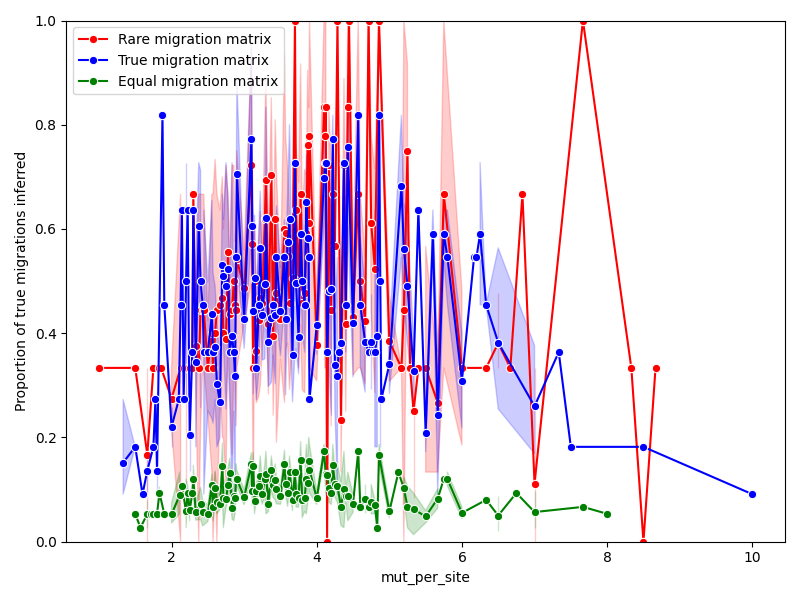 Rare migration matrix
True migration matrix
Equal migration matrix
Proportion of true migrations inferred
1.0
0.8
0.6
0.4
0.2
0.0
2
4
6
8
10
mut_per_site